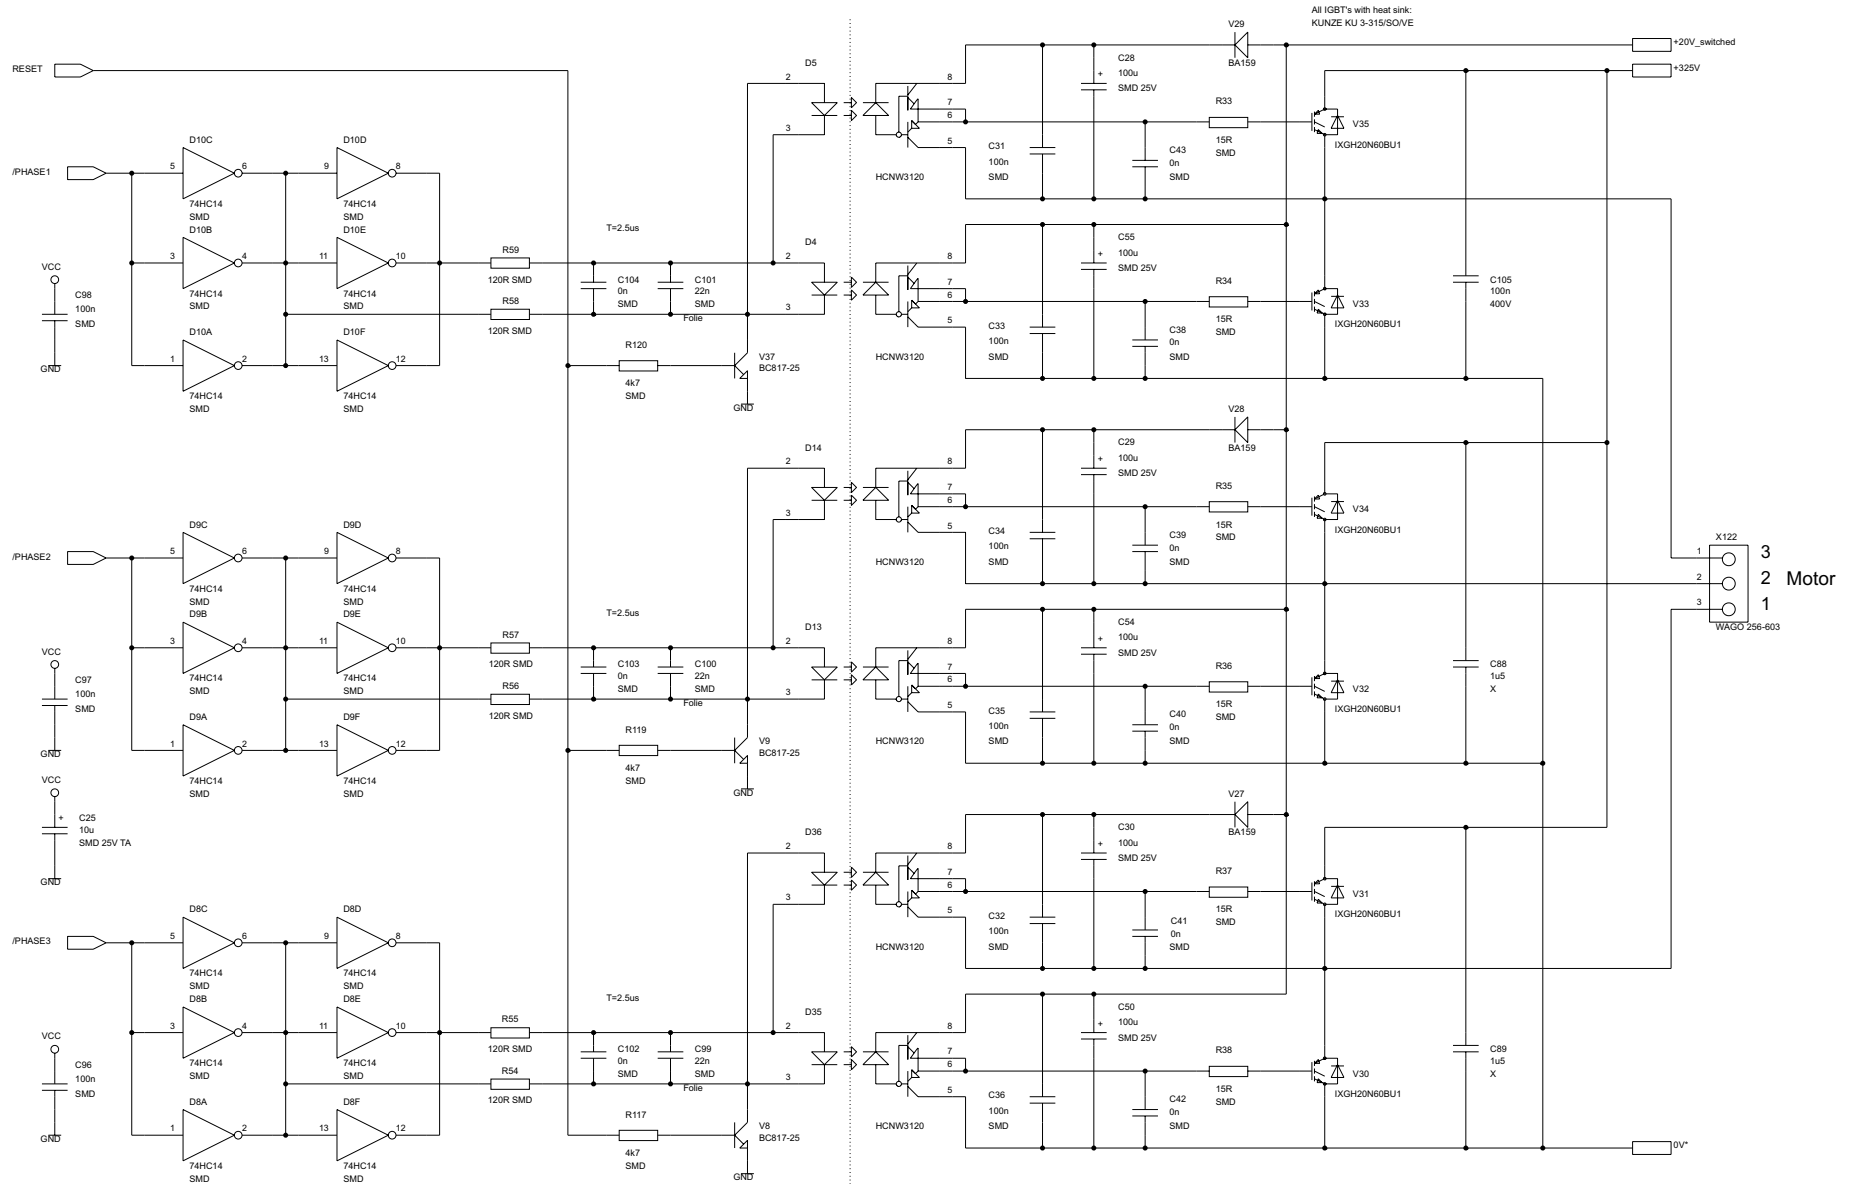 All IGBT's with heat sink:
KUNZE KU 3-315/SO/VE
RESET
D5
2
3
8
7
6
5
HCNW3120
C28
100u
+
SMD 25V
V29
BA159
+20V_switched
+325V
C31
100n
SMD
C43
0n
SMD
R33
15R
SMD
V35
IXGH20N60BU1
/PHASE1
D10C
5
6
74HC14
SMD
D10D
9
8
74HC14
SMD
D10B
3
4
74HC14
SMD
D10E
11
10
74HC14
SMD
D10A
1
2
74HC14
SMD
D10F
13
12
74HC14
SMD
VCC
C98
100n
SMD
GND
R59
120R SMD
R58
120R SMD
T=2.5us
C104
0n
SMD
C101
22n
SMD
Folie
R120
4k7
SMD
V37
BC817-25
GND
D4
2
3
8
7
6
5
HCNW3120
C55
100u
+
SMD 25V
C33
100n
SMD
C38
0n
SMD
R34
15R
SMD
V33
IXGH20N60BU1
C105
100n
400V
/PHASE2
D9C
5
6
74HC14
SMD
D9D
9
8
74HC14
SMD
D9B
3
4
74HC14
SMD
D9E
11
10
74HC14
SMD
D9A
1
2
74HC14
SMD
D9F
13
12
74HC14
SMD
VCC
C97
100n
SMD
GND
VCC
+
C25
10u
SMD 25V TA
GND
R57
120R SMD
R56
120R SMD
T=2.5us
C103
0n
SMD
C100
22n
SMD
Folie
R119
4k7
SMD
V9
BC817-25
GND
D14
2
3
8
7
6
5
HCNW3120
C29
100u
+
SMD 25V
V28
BA159
C34
100n
SMD
C39
0n
SMD
R35
15R
SMD
V34
IXGH20N60BU1
D13
2
3
8
7
6
5
HCNW3120
C54
100u
+
SMD 25V
C35
100n
SMD
C40
0n
SMD
R36
15R
SMD
V32
IXGH20N60BU1
C88
1u5
X
X122
1
3
2
2
Motor
3
1
WAGO 256-603
/PHASE3
D8C
5
6
74HC14
SMD
D8D
9
8
74HC14
SMD
D8B
3
4
74HC14
SMD
D8E
11
10
74HC14
SMD
D8A
1
2
74HC14
SMD
D8F
13
12
74HC14
SMD
VCC
C96
100n
SMD
GND
R55
120R SMD
R54
120R SMD
T=2.5us
C102
0n
SMD
C99
22n
SMD
Folie
R117
4k7
SMD
V8
BC817-25
GND
D36
2
3
8
7
6
5
HCNW3120
C30
100u
+
SMD 25V
V27
BA159
C32
100n
SMD
C41
0n
SMD
R37
15R
SMD
V31
IXGH20N60BU1
D35
2
3
8
7
6
5
HCNW3120
C50
100u
+
SMD 25V
C36
100n
SMD
C42
0n
SMD
R38
15R
SMD
V30
IXGH20N60BU1
C89
1u5
X
0V*